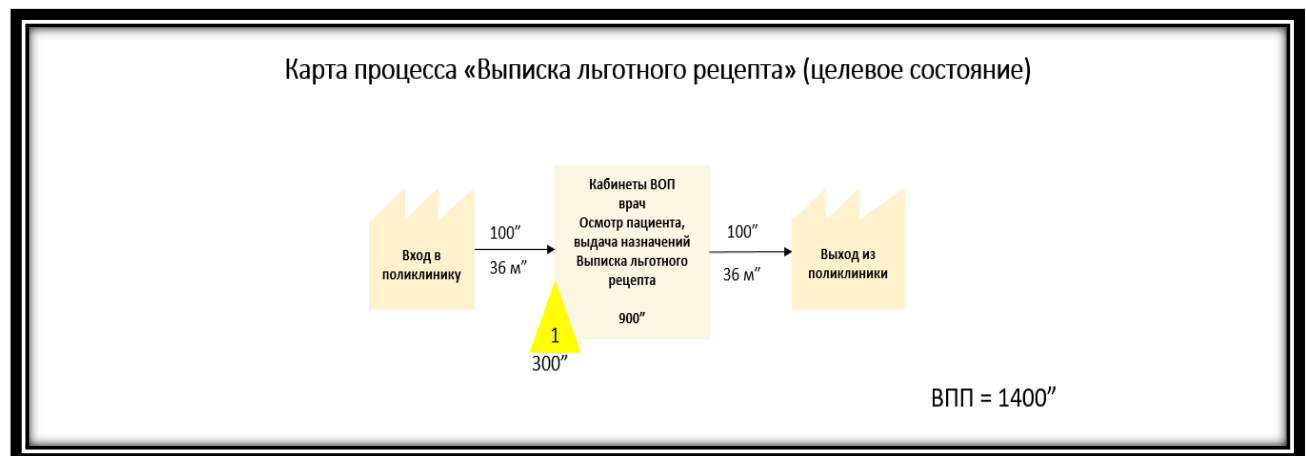 Карта процесса «Выписка льготного рецепта» (целевое состояние)
Вход в
поликлинику
100”
36 м”
Кабинеты ВОП
врач
Осмотр пациента,
выдача назначений
Выписка льготного
рецепта
900”
1
300”
100”
36 м”
Выход из
поликлиники
ВПП = 1400”